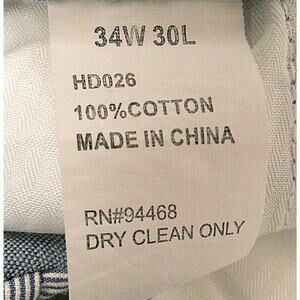 34W 30L
HD026
100%COTTON
MADE IN CHINA
RN#94468
DRY CLEAN ONLY